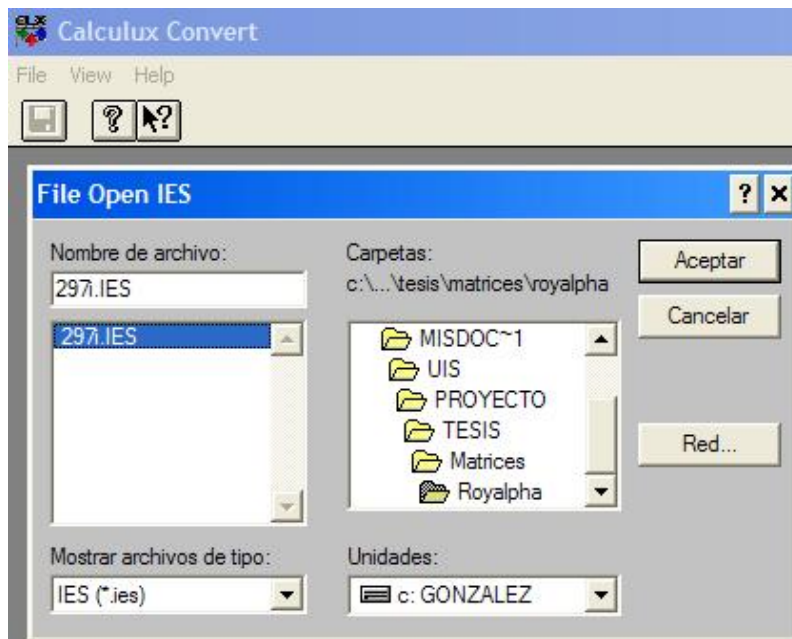 CLX
Calculux Convert
File View Help
File Open IES
Nombre de archivo:
297i.IES
297i.IES
Mostrar archivos de tipo:
IES (*.ies)
Carpetas:
c:\...\tesis\matrices\royalpha
MISDOC~1
UIS
PROYECTO
TESIS
Matrices
Royalpha
Unidades:
c: GONZALEZ
Aceptar
Cancelar
Red...